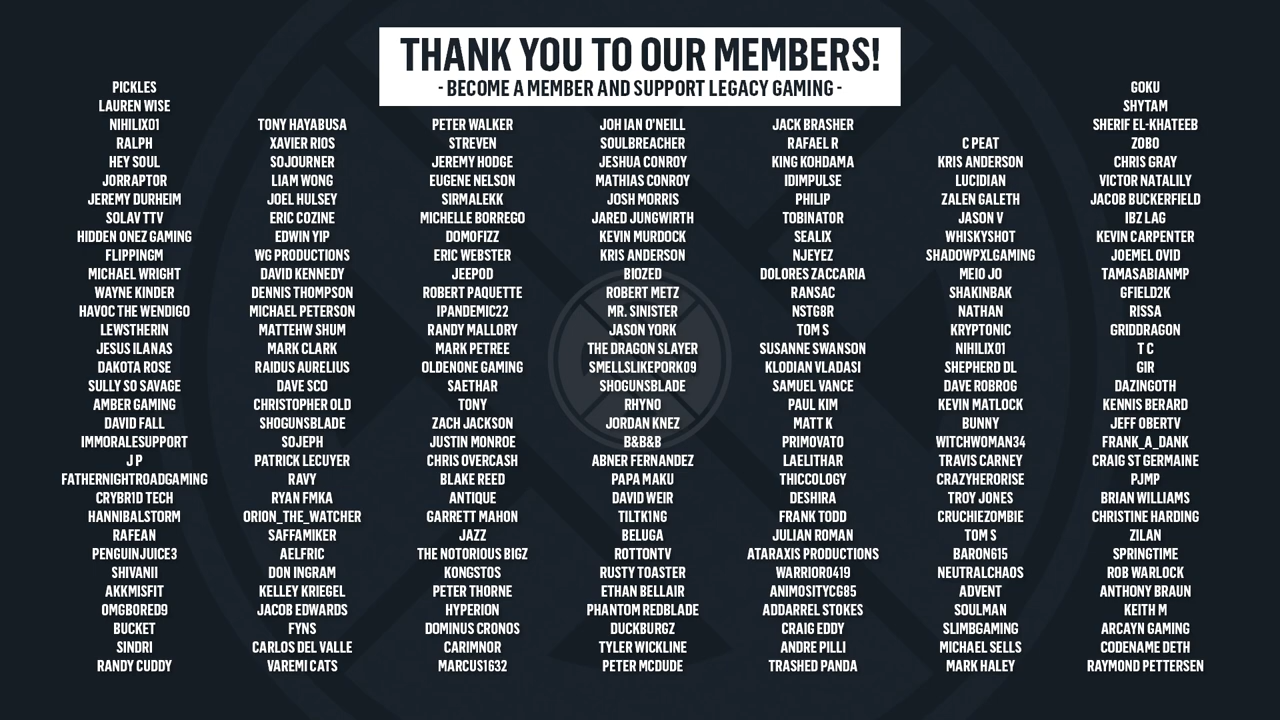 THANK YOU TO OUR MEMBERS!
- BECOME A MEMBER AND SUPPORT LEGACY GAMING -
PICKLES
LAUREN WISE
NIHILIX01
RALPH
HEY SOUL
JORRAPTOR
JEREMY DURHEIM
SOLAV TTV
HIDDEN ONEZ GAMING
FLIPPINGM
MICHAEL WRIGHT
WAYNE KINDER
HAVOC THE WENDIGO
LEWSTHERIN
JESUS ILANAS
DAKOTA ROSE
SULLY SO SAVAGE
AMBER GAMING
DAVID FALL
IMMORALESUPPORT
J P
FATHERNIGHTROADGAMING
CRYBR1D TECH
HANNIBALSTORM
RAFEAN
PENGUINJUICE3
SHIVANII
AKKMISFIT
OMGBORED9
BUCKET
SINDRI
RANDY CUDDY
TONY HAYABUSA
XAVIER RIOS
SOJOURNER
LIAM WONG
JOEL HULSEY
ERIC COZINE
EDWIN YIP
WG PRODUCTIONS
DAVID KENNEDY
DENNIS THOMPSON
MICHAEL PETERSON
MATTEHW SHUM
MARK CLARK
RAIDUS AURELIUS
DAVE SCO
CHRISTOPHER OLD
SHOGUNSBLADE
SOJEPH
PATRICK LECUYER
RAVY
RYAN FMKA
ORION_THE_WATCHER
SAFFAMIKER
AELFRIC
DON INGRAM
KELLEY KRIEGEL
JACOB EDWARDS
FYNS
CARLOS DEL VALLE
VAREMI CATS
PETER WALKER
STREVEN
JEREMY HODGE
EUGENE NELSON
SIRMALEKK
MICHELLE BORREGO
DOMOFIZZ
ERIC WEBSTER
JEEPOD
ROBERT PAQUETTE
IPANDEMIC22
RANDY MALLORY
MARK PETREE
OLDENONE GAMING
SAETHAR
TONY
ZACH JACKSON
JUSTIN MONROE
CHRIS OVERCASH
BLAKE REED
ANTIQUE
GARRETT MAHON
JAZZ
THE NOTORIOUS BIGZ
KONGSTOS
PETER THORNE
HYPERION
DOMINUS CRONOS
CARIMNOR
MARCUS1632
JOH IAN O'NEILL
SOULBREACHER
JESHUA CONROY
MATHIAS CONROY
JOSH MORRIS
JARED JUNGWIRTH
KEVIN MURDOCK
KRIS ANDERSON
BIOZED
ROBERT METZ
MR. SINISTER
JASON YORK
THE DRAGON SLAYER
SMELLSLIKEPORK09
SHOGUNSBLADE
RHYNO
JORDAN KNEZ
B&B&B
ABNER FERNANDEZ
PAPA MAKU
DAVID WEIR
TILTK1NG
BELUGA
ROTTONTV
RUSTY TOASTER
ETHAN BELLAIR
PHANTOM REDBLADE
DUCKBURGZ
TYLER WICKLINE
PETER MCDUDE
JACK BRASHER
RAFAEL R
KING KOHDAMA
IDIMPULSE
PHILIP
TOBINATOR
SEALIX
NJEYEZ
DOLORES ZACCARIA
RANSAC
NSTG8R
TOM S
SUSANNE SWANSON
KLODIAN VLADASI
SAMUEL VANCE
PAUL KIM
MATT K
PRIMOVATO
LAELITHAR
THICCOLOGY
DESHIRA
FRANK TODD
JULIAN ROMAN
ATARAXIS PRODUCTIONS
WARRIOR0419
ANIMOSITYCG85
ADDARREL STOKES
CRAIG EDDY
ANDRE PILLI
TRASHED PANDA
C PEAT
KRIS ANDERSON
LUCIDIAN
ZALEN GALETH
JASON V
WHISKYSHOT
SHADOWPXLGAMING
MEIO JO
SHAKINBAK
NATHAN
KRYPTONIC
NIHILIX01
SHEPHERD DL
DAVE ROBROG
KEVIN MATLOCK
BUNNY
WITCHWOMAN34
TRAVIS CARNEY
CRAZYHERORISE
TROY JONES
CRUCHIEZOMBIE
TOM S
BARON615
NEUTRALCHAOS
ADVENT
SOULMAN
SLIMBGAMING
MICHAEL SELLS
MARK HALEY
GOKU
SHYTAM
SHERIF EL-KHATEEB
ZOBO
CHRIS GRAY
VICTOR NATALILY
JACOB BUCKERFIELD
IBZ LAG
KEVIN CARPENTER
JOEMEL OVID
TAMASABIANMP
GFIELD2K
RISSA
GRIDDRAGON
T C
GIR
DAZINGOTH
KENNIS BERARD
JEFF OBERTV
FRANK_A_DANK
CRAIG ST GERMAINE
PJMP
BRIAN WILLIAMS
CHRISTINE HARDING
ZILAN
SPRINGTIME
ROB WARLOCK
ANTHONY BRAUN
KEITH M
ARCAYN GAMING
CODENAME DETH
RAYMOND PETTERSEN